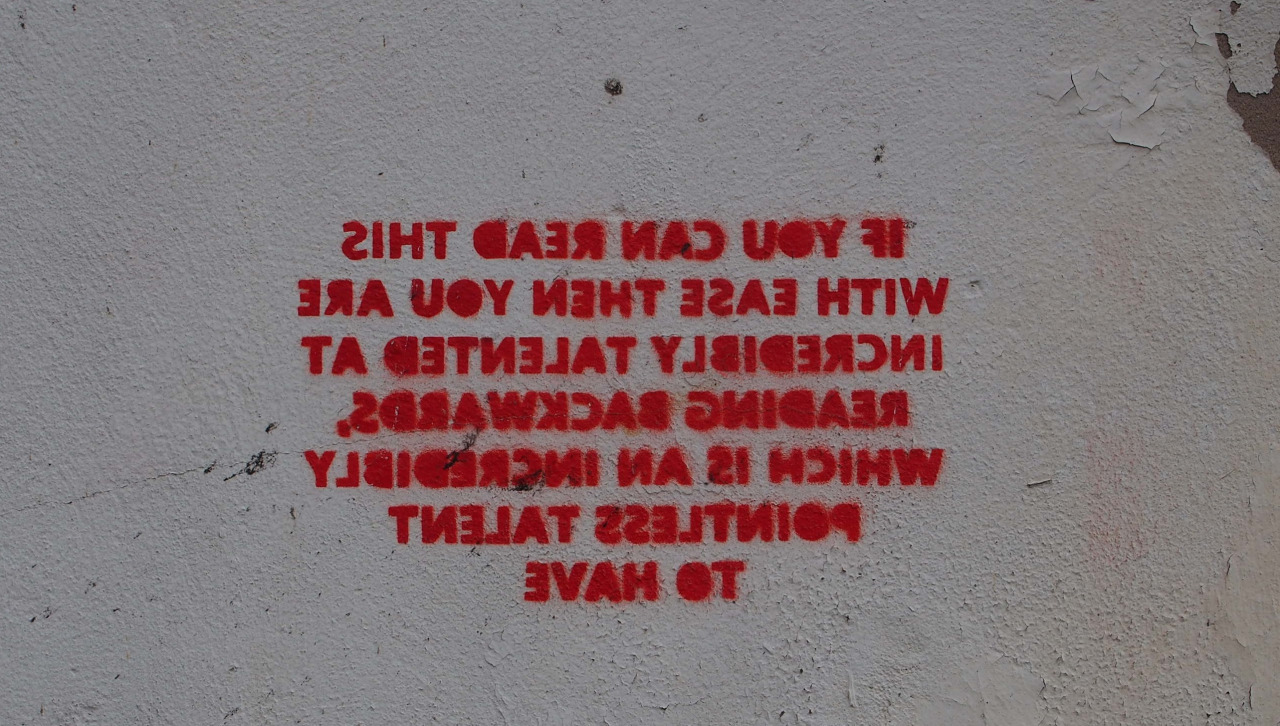 IF YOU CAN READ THIS
WITH EASE THEN YOU ARE
INCREDIBLY TALENTED AT
READING BACKWARDS,
WHICH IS AN INCREDIBLY
POINTLESS TALENT
TO HAVE